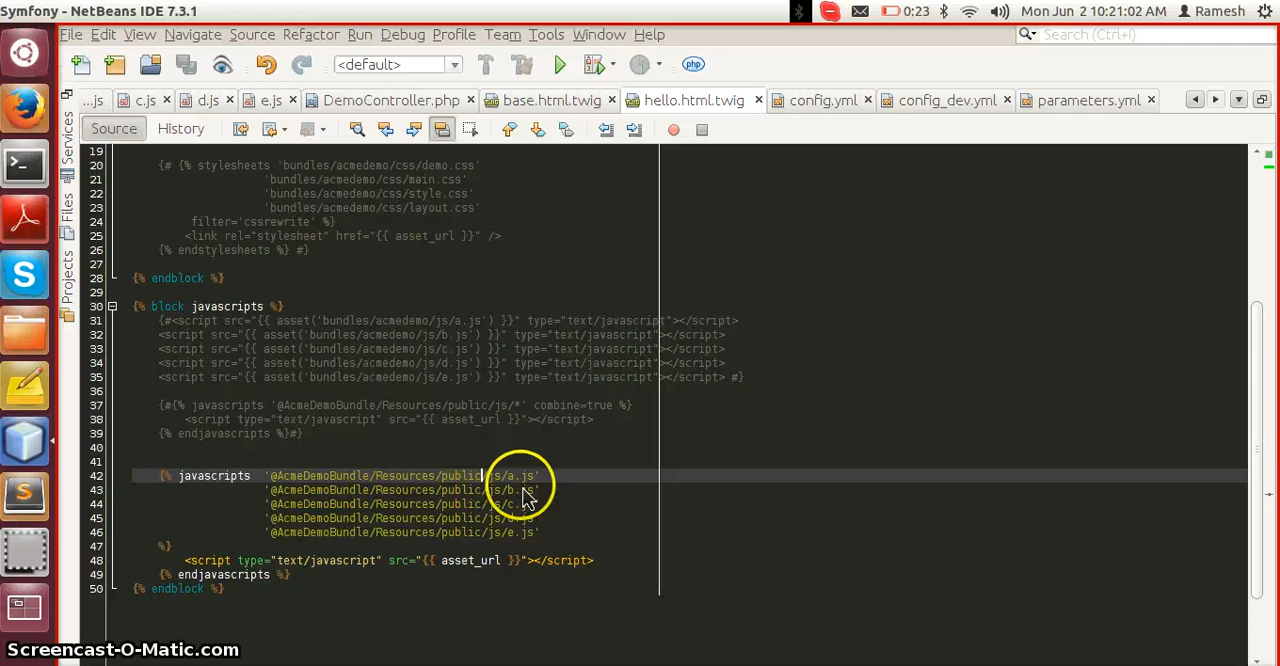 Symfony - NetBeans IDE 7.3.1
0:23
Mon Jun 2 10:21:02 AM
Ramesh
File Edit View Navigate Source Refactor Run Debug Profile Team Tools Window Help
Search (Ctrl+I)
<default>
php
...js
c.js
d.js
e.js
DemoController.php
base.html.twig
hello.html.twig
config.yml
config_dev.yml
parameters.yml
Source
History
Services
Files
Projects
19
20 {# {% stylesheets 'bundles/acmedemo/css/demo.css'
21 'bundles/acmedemo/css/main.css'
22 'bundles/acmedemo/css/style.css'
23 'bundles/acmedemo/css/layout.css'
24 filter='cssrewrite' %}
25 <link rel="stylesheet" href="{{ asset_url }}" />
26 {% endstylesheets %} #}
27
28 {% endblock %}
29
30 {% block javascripts %}
31 {#<script src="{{ asset('bundles/acmedemo/js/a.js') }}" type="text/javascript"></script>
32 <script src="{{ asset('bundles/acmedemo/js/b.js') }}" type="text/javascript"></script>
33 <script src="{{ asset('bundles/acmedemo/js/c.js') }}" type="text/javascript"></script>
34 <script src="{{ asset('bundles/acmedemo/js/d.js') }}" type="text/javascript"></script>
35 <script src="{{ asset('bundles/acmedemo/js/e.js') }}" type="text/javascript"></script> #}
36
37 {#{% javascripts '@AcmeDemoBundle/Resources/public/js/*' combine=true %}
38 <script type="text/javascript" src="{{ asset_url }}"></script>
39 {% endjavascripts %}#}
40
41
42 {% javascripts '@AcmeDemoBundle/Resources/public/js/a.js'
43 '@AcmeDemoBundle/Resources/public/js/b.js'
44 '@AcmeDemoBundle/Resources/public/js/c.js'
45 '@AcmeDemoBundle/Resources/public/js/d.js'
46 '@AcmeDemoBundle/Resources/public/js/e.js'
47 %}
48 <script type="text/javascript" src="{{ asset_url }}"></script>
49 {% endjavascripts %}
50 {% endblock %}
Screencast-O-Matic.com